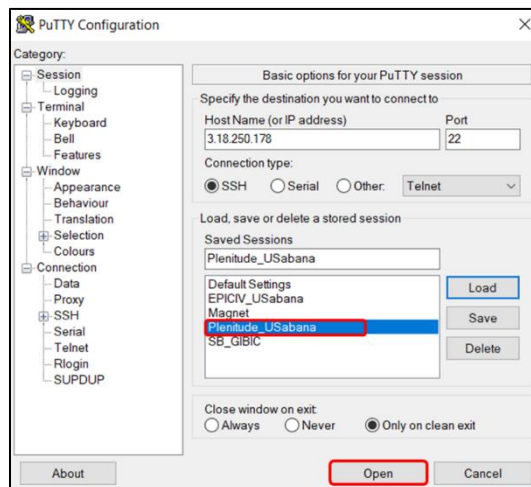 PuTTY Configuration
Category:
Session
Logging
Terminal
Keyboard
Bell
Features
Window
Appearance
Behaviour
Translation
Selection
Colours
Connection
Data
Proxy
SSH
Serial
Telnet
Rlogin
SUPDUP
Basic options for your PuTTY session
Specify the destination you want to connect to
Host Name (or IP address) Port
3.18.250.178 22
Connection type:
SSH Serial Other: Telnet
Load, save or delete a stored session
Saved Sessions
Plenitude_USabana
Default Settings
EPICIV_USabana
Magnet
Plenitude_USabana
SB_GIBIC
Load
Save
Delete
Close window on exit:
Always Never Only on clean exit
About Open Cancel